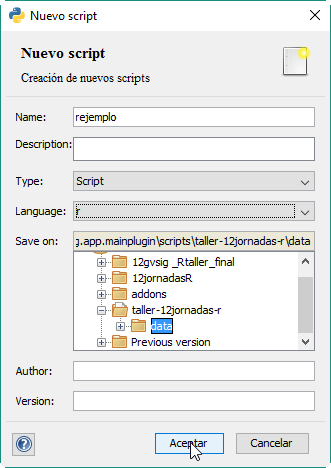 Nuevo script
Nuevo script
Creación de nuevos scripts
Name: rejemplo
Description:
Type: Script
Language: r
Save on: g.app.mainplugin\scripts\taller-12jornadas-r\data
12gvsig _Rtaller_final
12jornadasR
addons
taller-12jornadas-r
data
Previous version
Author:
Version:
? Aceptar Cancelar